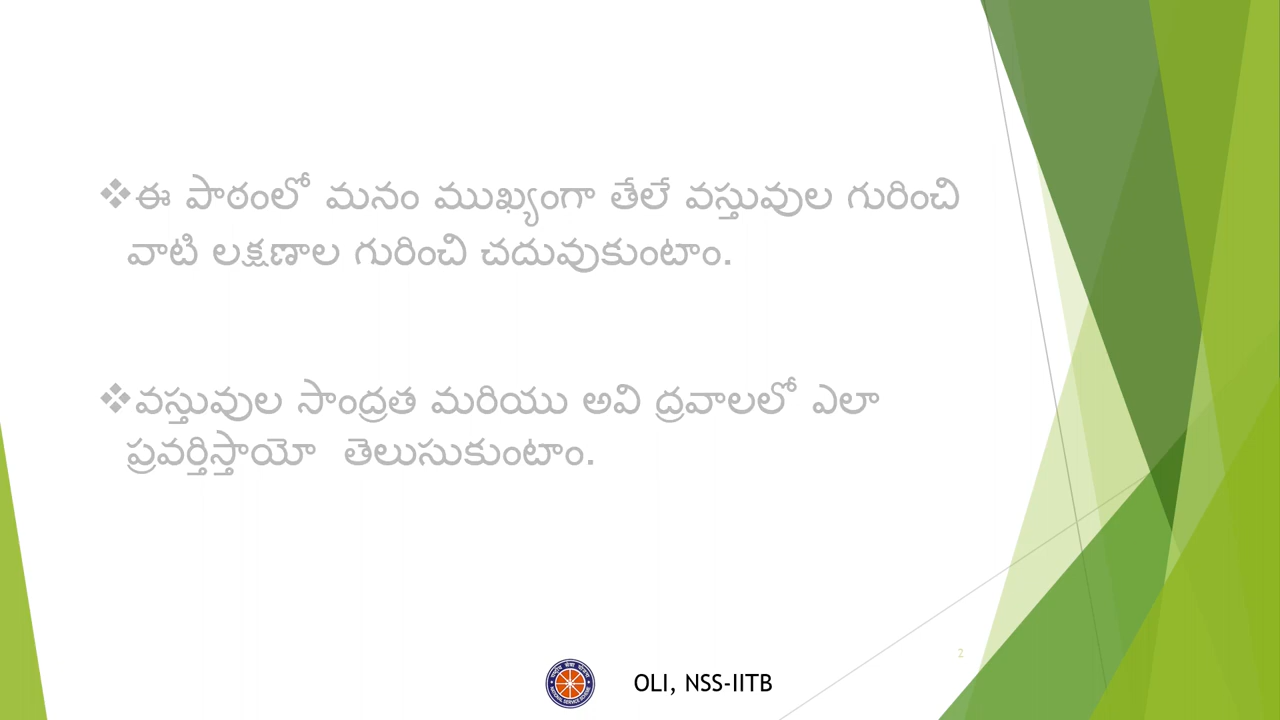 ❖ఈ పాఠంలో మనం ముఖ్యంగా తేలే వస్తువుల గురించి
వాటి లక్షణాల గురించి చదువుకుంటాం.
❖వస్తువుల సాంద్రత మరియు అవి ద్రవాలలో ఎలా
ప్రవర్తిస్తాయో తెలుసుకుంటాం.
2
OLI, NSS-IITB